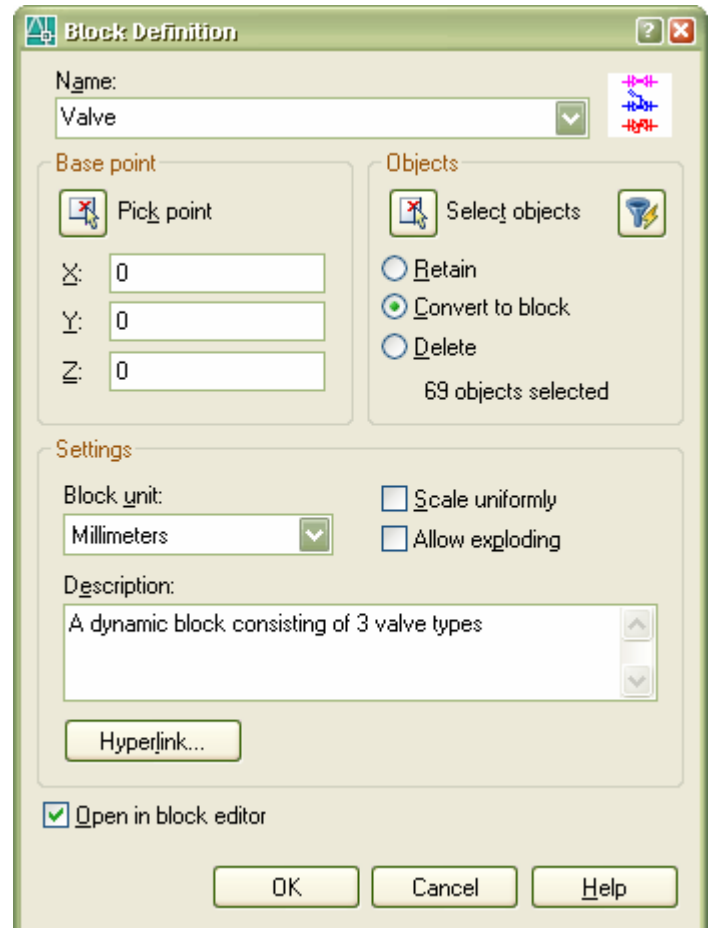 Block Definition
Name:
Valve
Base point
Pick point
X: 0
Y: 0
Z: 0
Objects
Select objects
Retain
Convert to block
Delete
69 objects selected
Settings
Block unit:
Millimeters
Scale uniformly
Allow exploding
Description:
A dynamic block consisting of 3 valve types
Hyperlink...
Open in block editor
OK Cancel Help